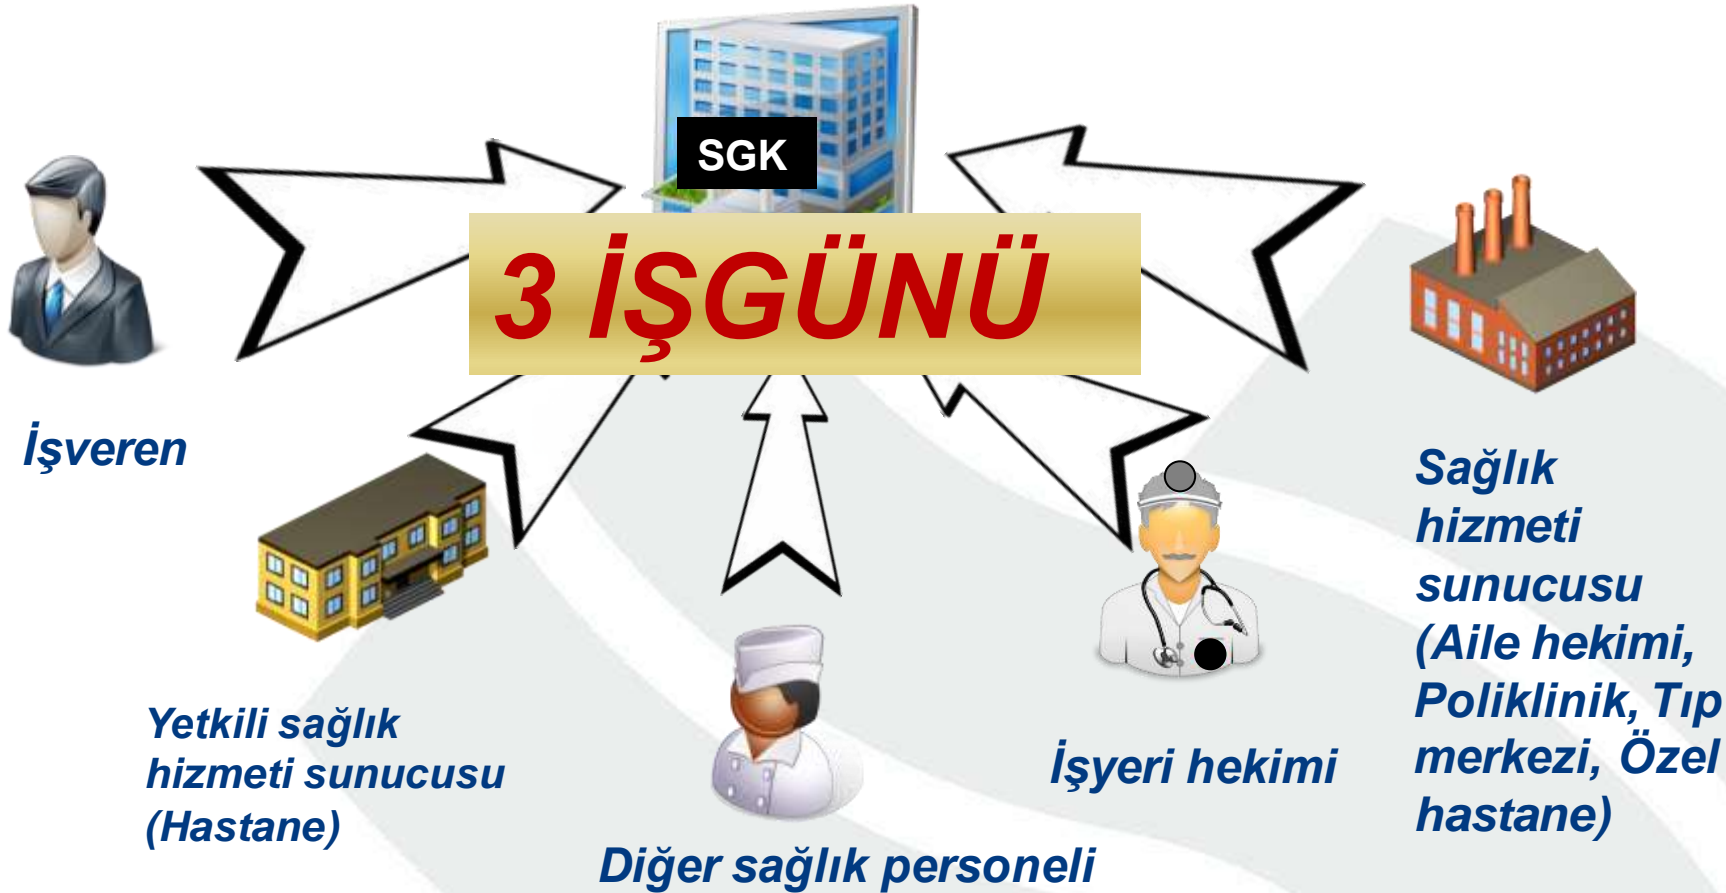 SGK
3 İŞGÜNÜ
İşveren
Yetkili sağlık
hizmeti sunucusu
(Hastane)
Diğer sağlık personeli
İşyeri hekimi
Sağlık
hizmeti
sunucusu
(Aile hekimi,
Poliklinik, Tıp
merkezi, Özel
hastane)